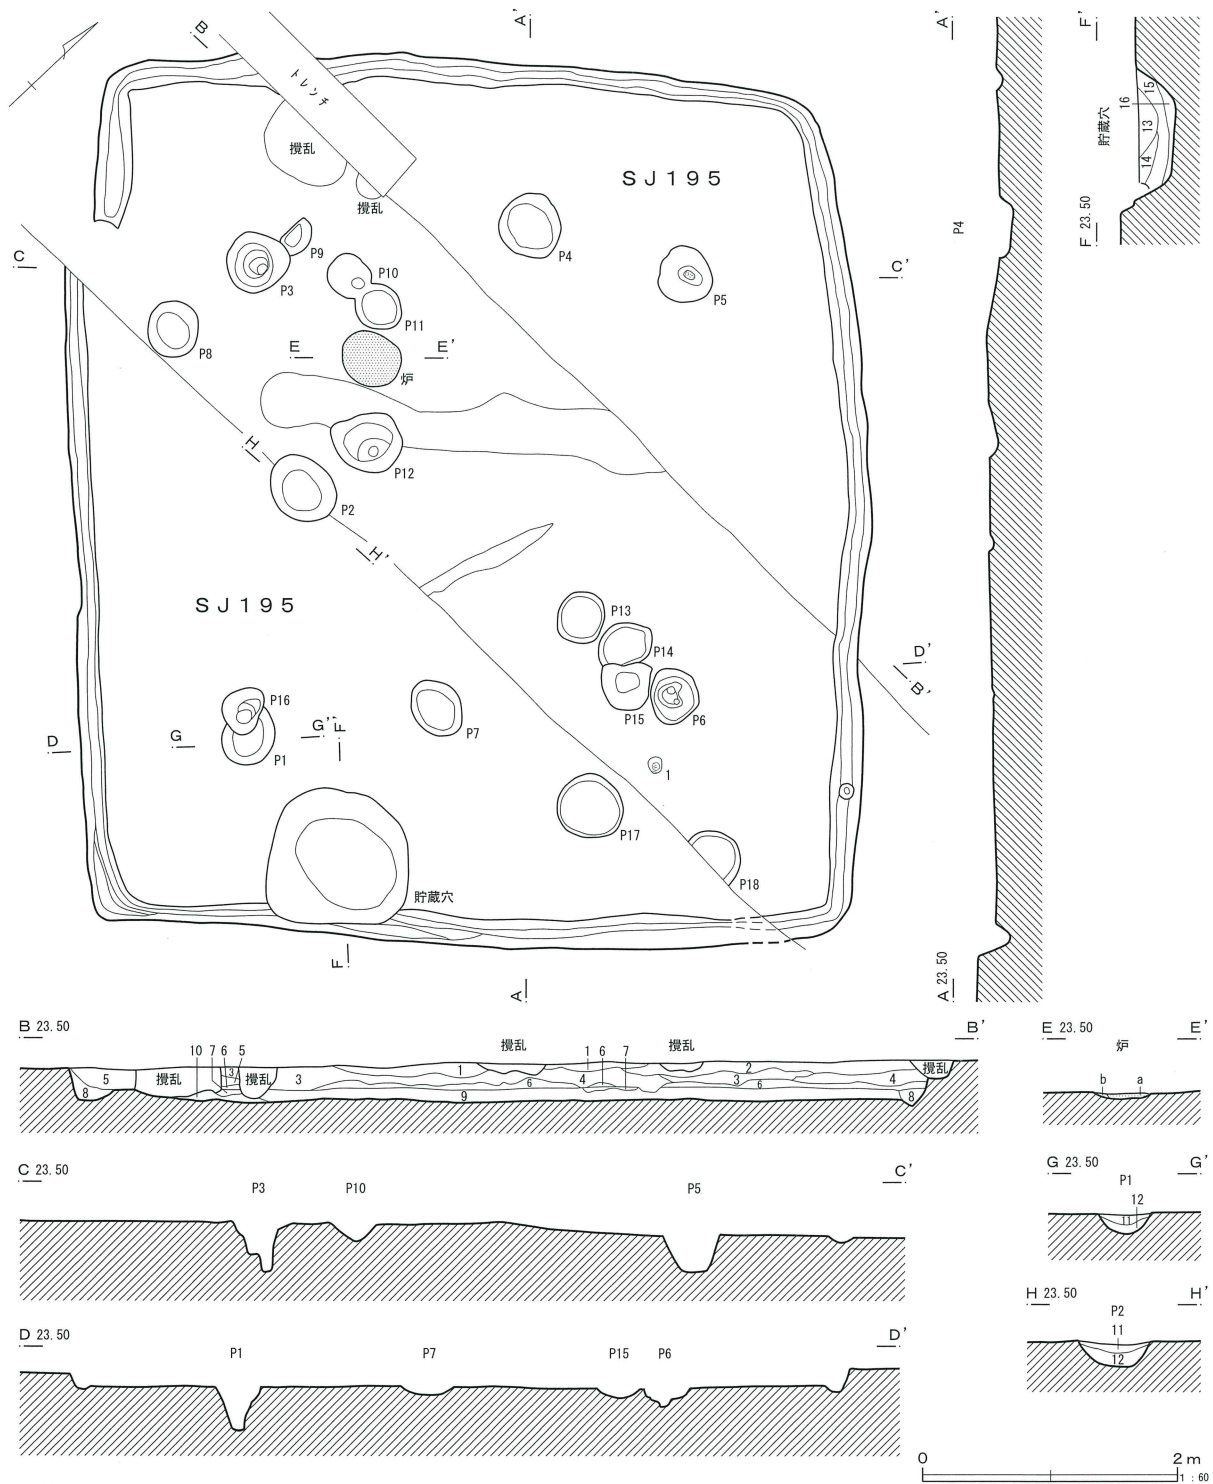 A'
A'
F'
B
トレンチ
攪乱
攪乱
SJ195
15
16
13
14
貯蔵穴
F 23.50
P4
P9
P3
P4
P10
P5
P11
P8
C
C'
E
E'
炉
H
P12
P2
H'
SJ195
P13
P14
P15
P6
D'
B'
P16
P1
G
G'
F'
P7
D
1
P17
P18
貯蔵穴
F
A
A 23.50
B 23.50
B'
攪乱
攪乱
10 7 6 5
1 6 7
5
8
攪乱
3
攪乱
3
1
6
4
2
3
6
4
攪乱
8
9
E 23.50
E'
炉
b
a
C 23.50
C'
P3
P10
P5
G 23.50
G'
P1
12
11
D 23.50
D'
P1
P7
P15
P6
H 23.50
H'
P2
11
12
0
2m
1:60